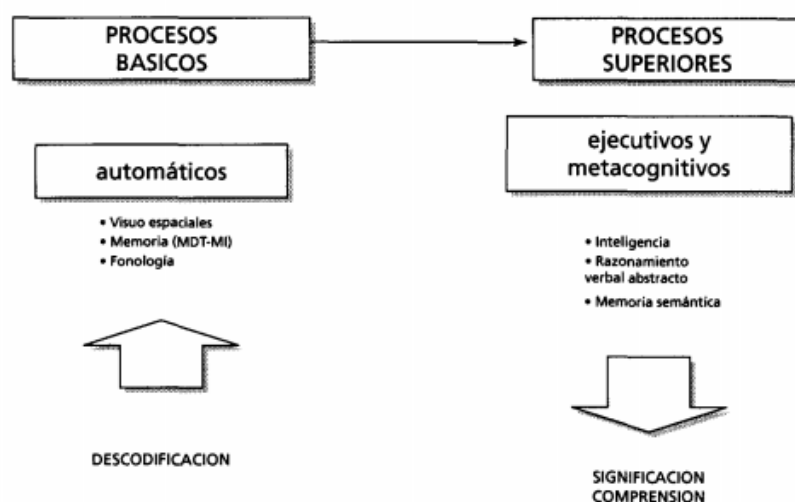 PROCESOS
BASICOS
PROCESOS
SUPERIORES
automáticos
ejecutivos y
metacognitivos
• Visuo espaciales
• Memoria (MDT-MI)
• Fonología
• Inteligencia
• Razonamiento
verbal abstracto
• Memoria semántica
DESCODIFICACION
SIGNIFICACION
COMPRENSION